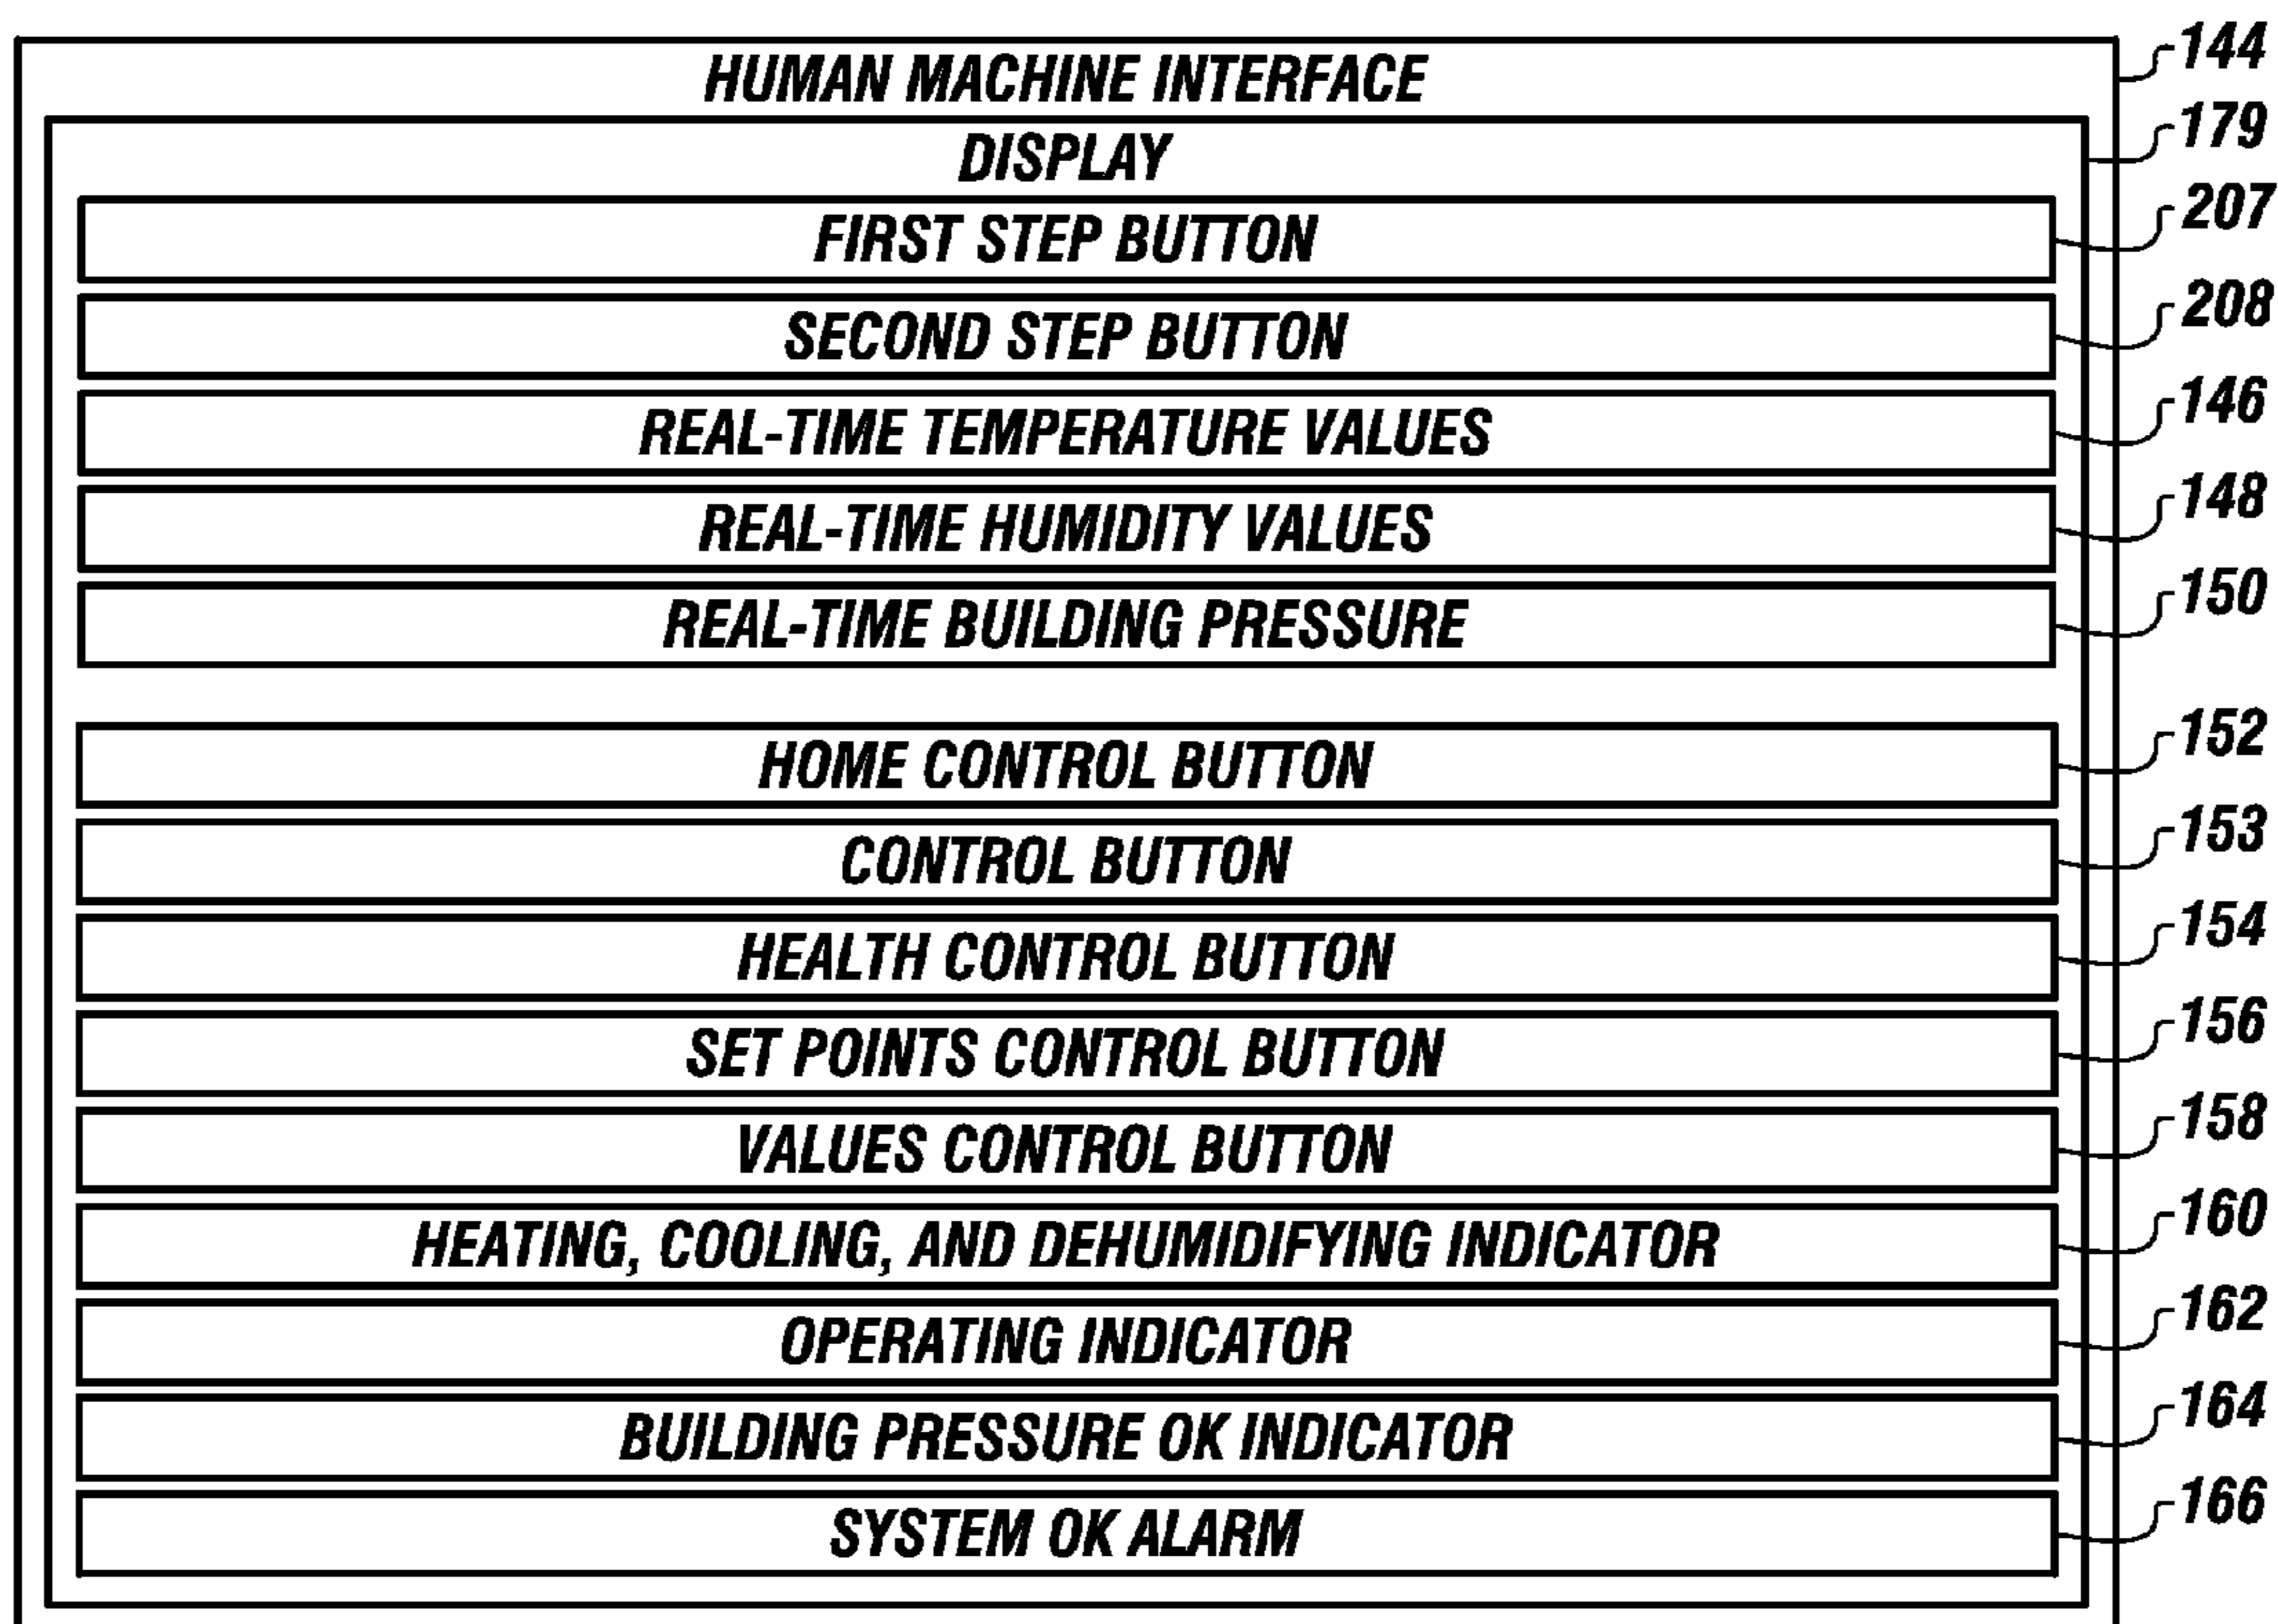 HUMAN MACHINE INTERFACE 144
DISPLAY 179
FIRST STEP BUTTON 207
SECOND STEP BUTTON 208
REAL-TIME TEMPERATURE VALUES 146
REAL-TIME HUMIDITY VALUES 148
REAL-TIME BUILDING PRESSURE 150
HOME CONTROL BUTTON 152
CONTROL BUTTON 153
HEALTH CONTROL BUTTON 154
SET POINTS CONTROL BUTTON 156
VALUES CONTROL BUTTON 158
HEATING, COOLING, AND DEHUMIDIFYING INDICATOR 160
OPERATING INDICATOR 162
BUILDING PRESSURE OK INDICATOR 164
SYSTEM OK ALARM 166